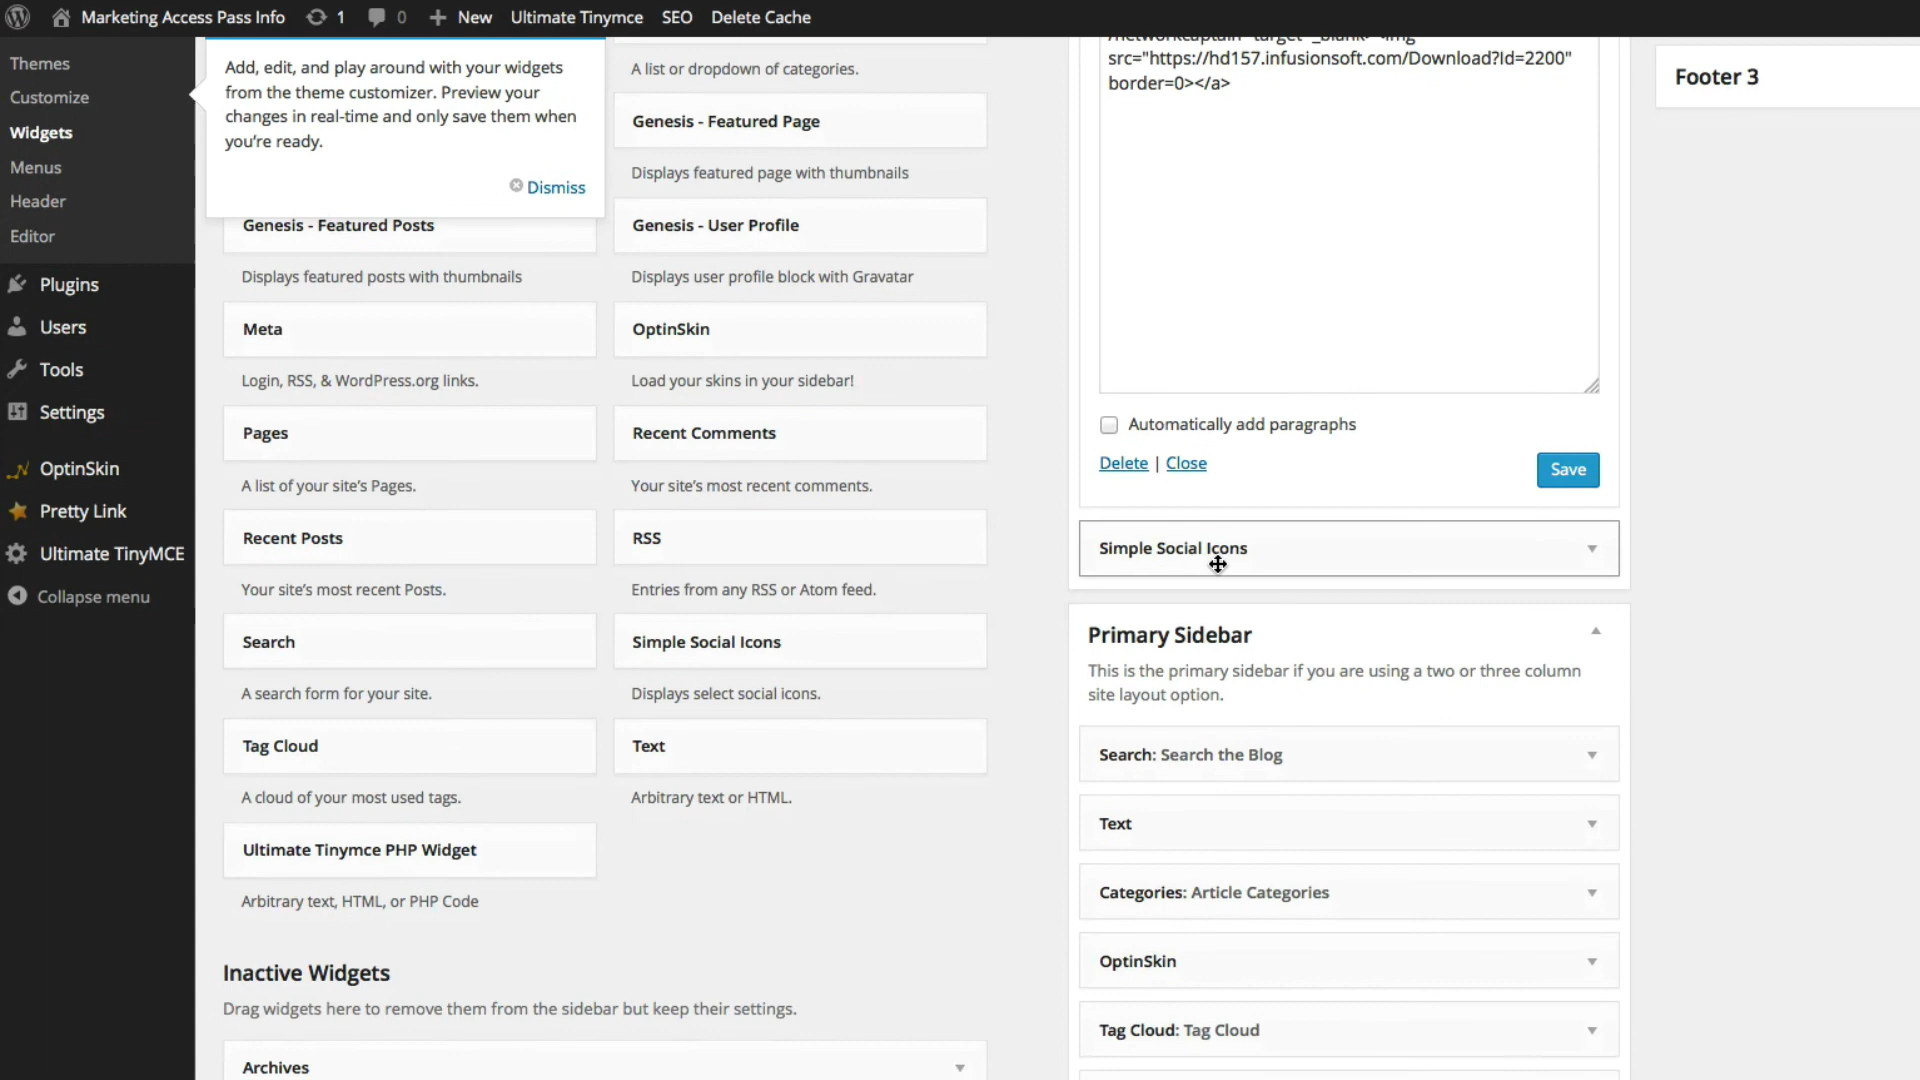 Marketing Access Pass Info 1 0 New Ultimate Tinymce SEO Delete Cache
Themes
Customize
Widgets
Menus
Header
Editor
Plugins
Users
Tools
Settings
OptinSkin
Pretty Link
Ultimate TinyMCE
Collapse menu
Add, edit, and play around with your widgets
from the theme customizer. Preview your
changes in real-time and only save them when
you're ready.
Dismiss
Genesis - Featured Posts
Displays featured posts with thumbnails
Meta
Login, RSS, & WordPress.org links.
Pages
A list of your site's Pages.
Recent Posts
Your site's most recent Posts.
Search
A search form for your site.
Tag Cloud
A cloud of your most used tags.
Ultimate Tinymce PHP Widget
Arbitrary text, HTML, or PHP Code
A list or dropdown of categories.
Genesis - Featured Page
Displays featured page with thumbnails
Genesis - User Profile
Displays user profile block with Gravatar
OptinSkin
Load your skins in your sidebar!
Recent Comments
Your site's most recent comments.
RSS
Entries from any RSS or Atom feed.
Simple Social Icons
Displays select social icons.
Text
Arbitrary text or HTML.
Inactive Widgets
Drag widgets here to remove them from the sidebar but keep their settings.
Archives
/networkcaptain" target="_blank"><img
src="https://hd157.infusionsoft.com/Download?Id=2200"
border=0></a>
Automatically add paragraphs
Delete | Close
Save
Simple Social Icons
Primary Sidebar
This is the primary sidebar if you are using a two or three column
site layout option.
Search: Search the Blog
Text
Categories: Article Categories
OptinSkin
Tag Cloud: Tag Cloud
Footer 3